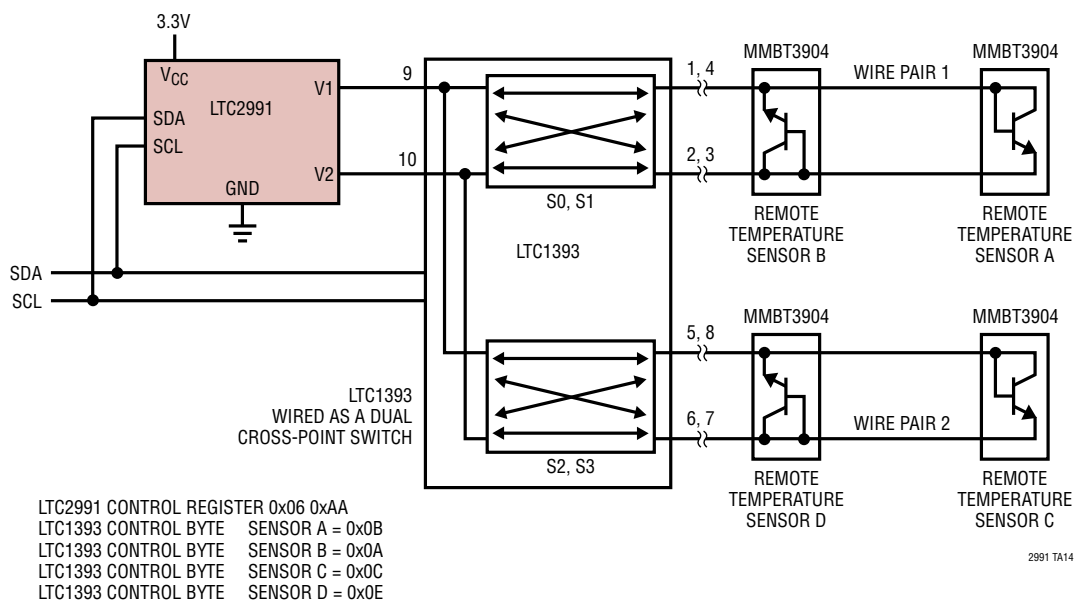 3.3V
VCC
LTC2991
SDA
SCL
GND
V1
V2
9
10
S0, S1
LTC1393
S2, S3
1, 4
2, 3
5, 8
6, 7
MMBT3904
WIRE PAIR 1
MMBT3904
REMOTE
TEMPERATURE
SENSOR B
REMOTE
TEMPERATURE
SENSOR A
SDA
SCL
MMBT3904
MMBT3904
WIRE PAIR 2
REMOTE
TEMPERATURE
SENSOR D
REMOTE
TEMPERATURE
SENSOR C
LTC1393
WIRED AS A DUAL
CROSS-POINT SWITCH
LTC2991 CONTROL REGISTER 0x06 0xAA
LTC1393 CONTROL BYTE SENSOR A = 0x0B
LTC1393 CONTROL BYTE SENSOR B = 0x0A
LTC1393 CONTROL BYTE SENSOR C = 0x0C
LTC1393 CONTROL BYTE SENSOR D = 0x0E
2991 TA14